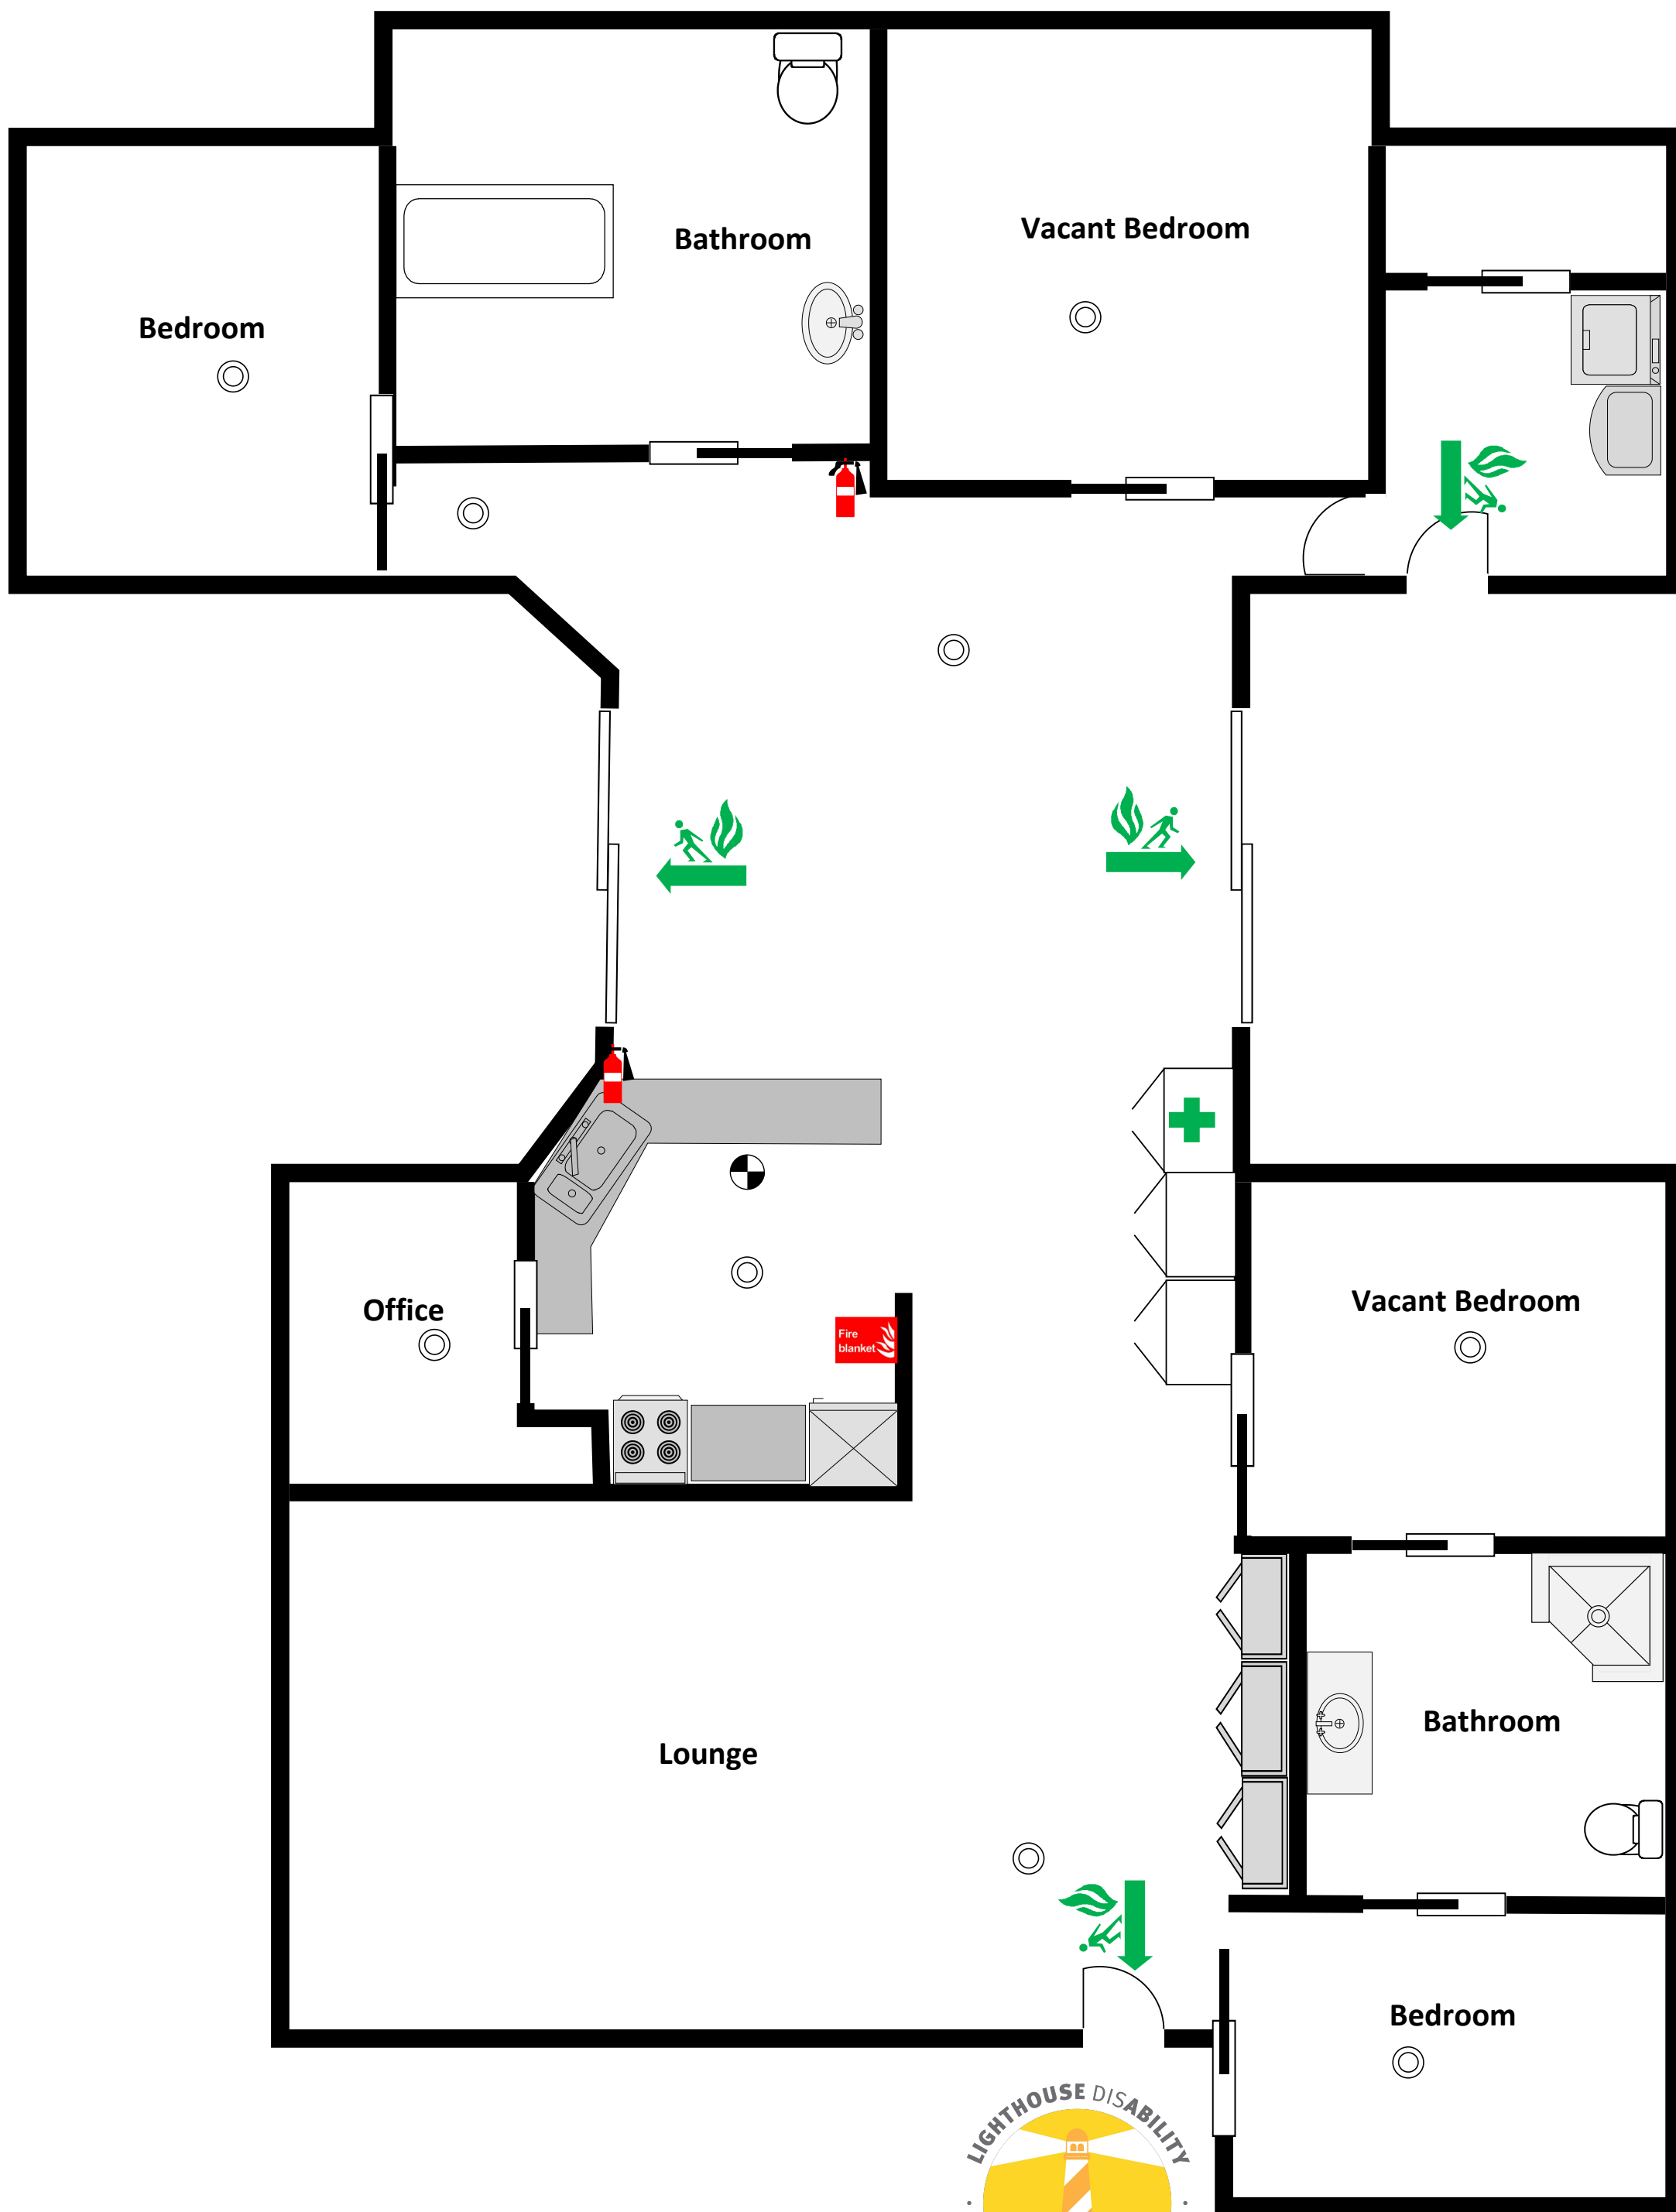 Bathroom
Vacant Bedroom
Bedroom
Office
Fire
blanket
Vacant Bedroom
Lounge
Bathroom
Bedroom
LIGHTHOUSE DISABILITY